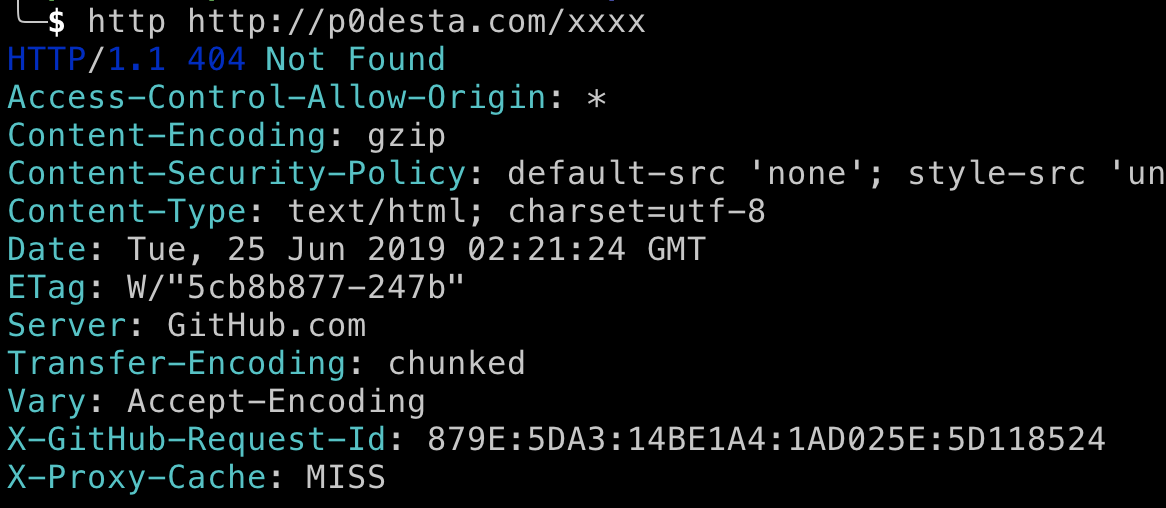 $ http http://p0desta.com/xxxx
HTTP/1.1 404 Not Found
Access-Control-Allow-Origin: *
Content-Encoding: gzip
Content-Security-Policy: default-src 'none'; style-src 'un
Content-Type: text/html; charset=utf-8
Date: Tue, 25 Jun 2019 02:21:24 GMT
ETag: W/"5cb8b877-247b"
Server: GitHub.com
Transfer-Encoding: chunked
Vary: Accept-Encoding
X-GitHub-Request-Id: 879E:5DA3:14BE1A4:1AD025E:5D118524
X-Proxy-Cache: MISS